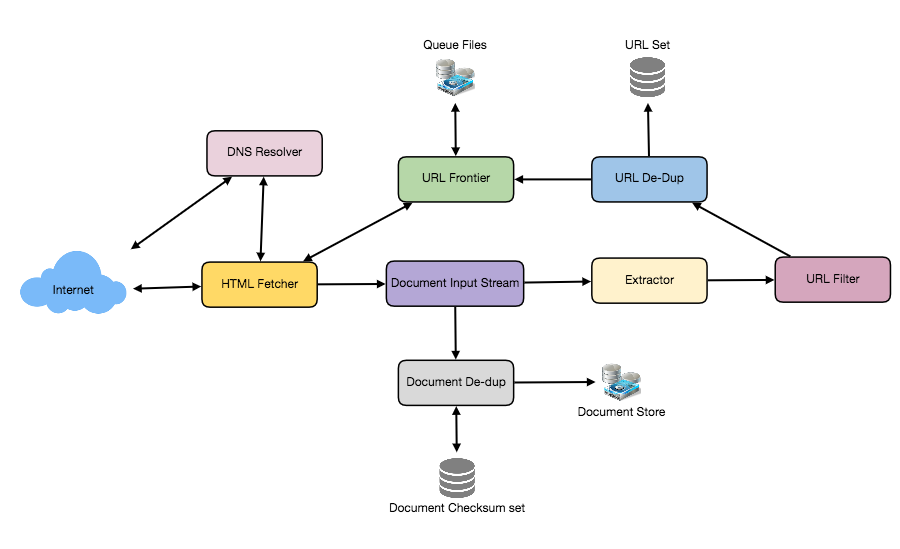 Queue Files
URL Set
DNS Resolver
URL Frontier
URL De-Dup
Internet
HTML Fetcher
Document Input Stream
Extractor
URL Filter
Document De-dup
Document Store
Document Checksum set